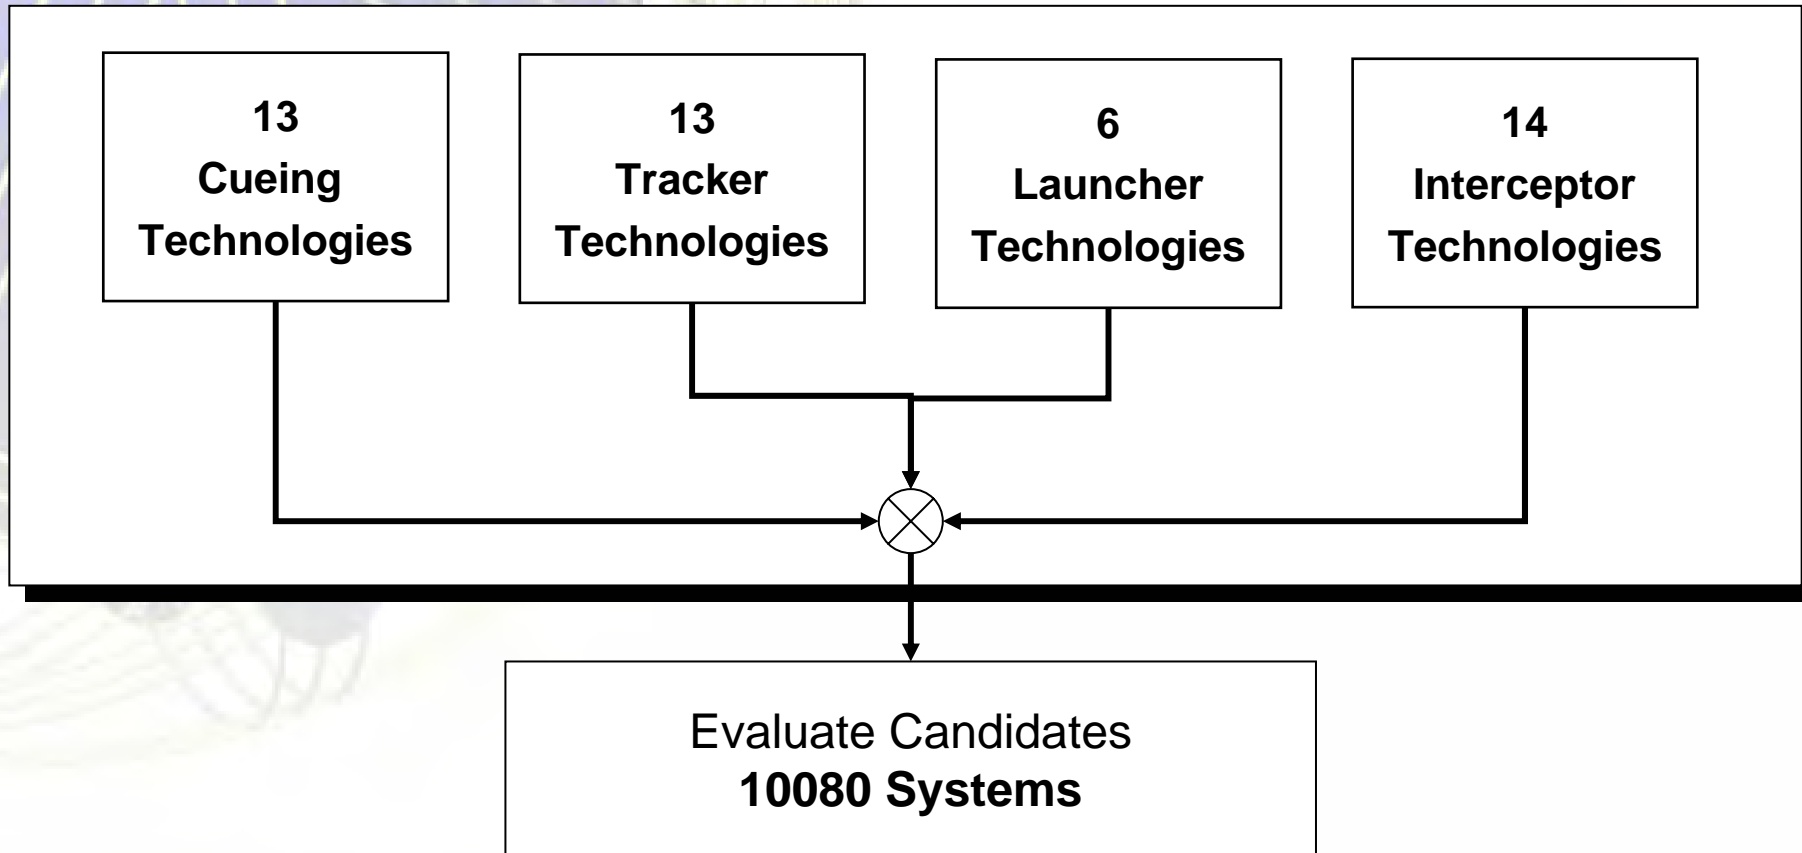 13
Cueing
Technologies
13
Tracker
Technologies
6
Launcher
Technologies
14
Interceptor
Technologies
Evaluate Candidates
10080 Systems